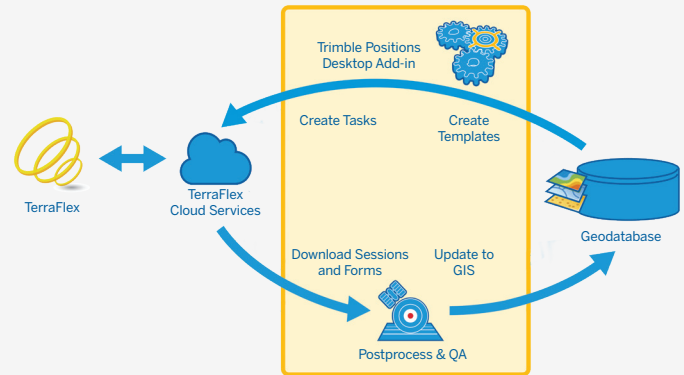 Trimble Positions
Desktop Add-in
Create Tasks
Create
Templates
TerraFlex
TerraFlex
Cloud Services
Geodatabase
Download Sessions
and Forms
Update to
GIS
Postprocess & QA